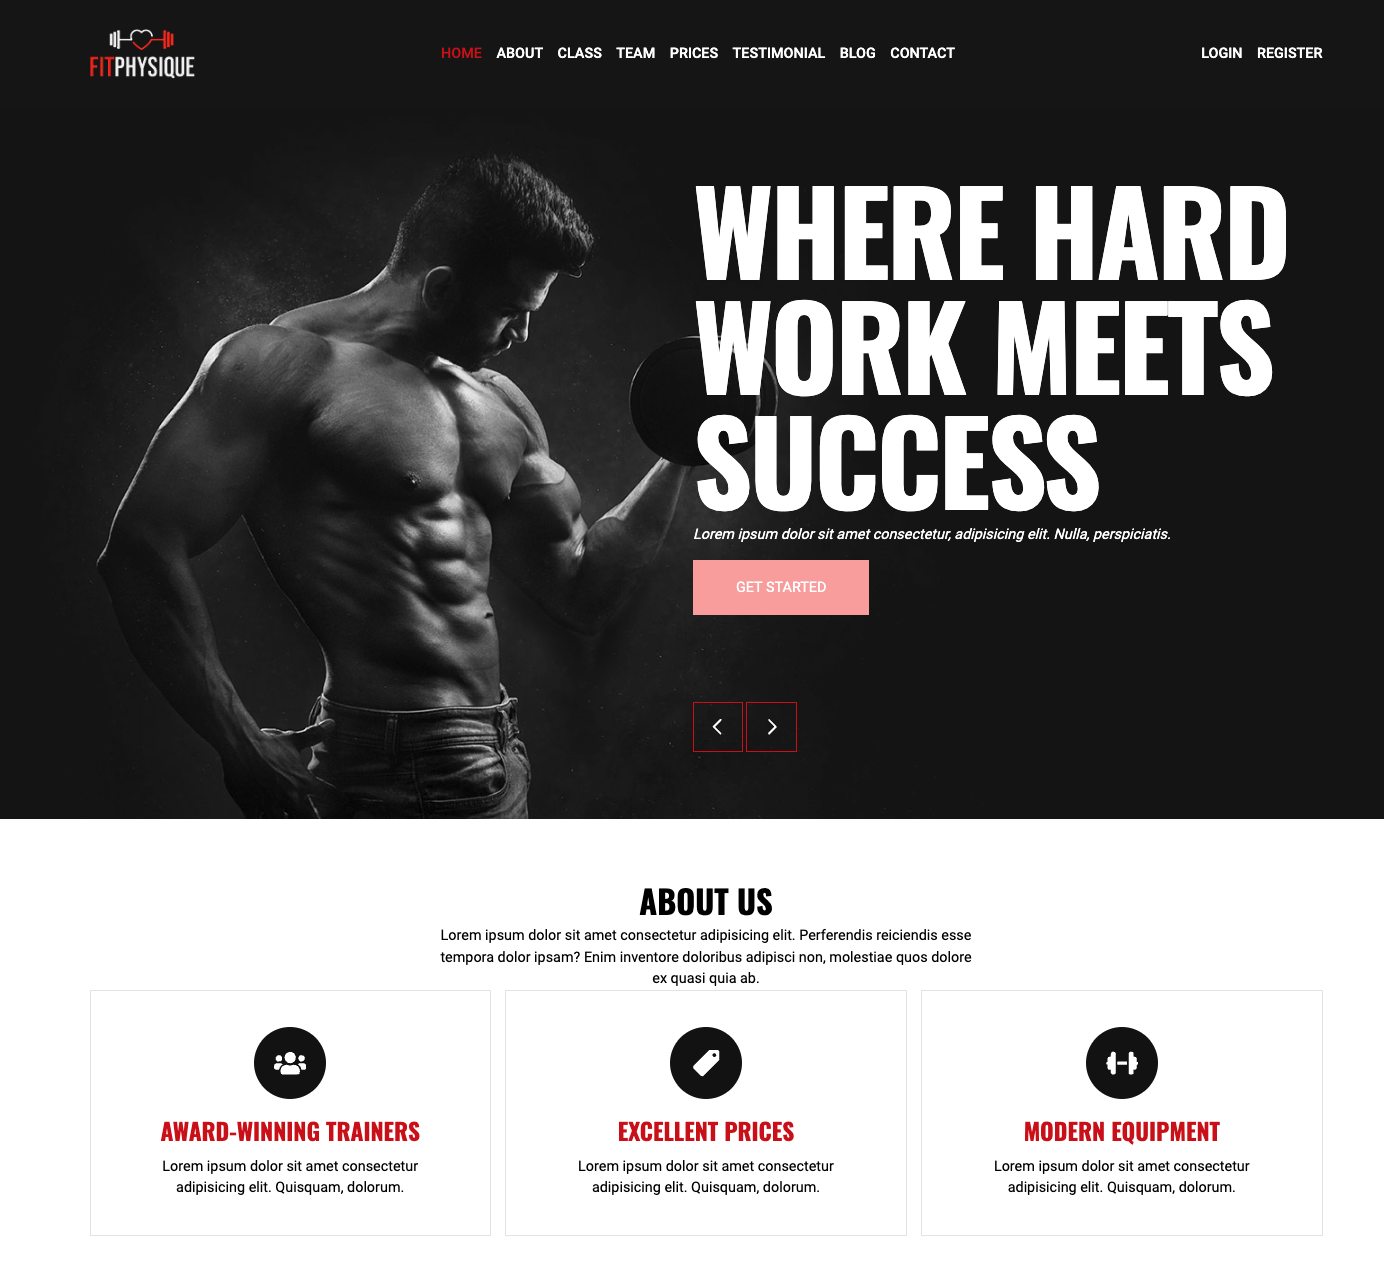 FITPHYSIQUE
HOME ABOUT CLASS TEAM PRICES TESTIMONIAL BLOG CONTACT
LOGIN REGISTER
WHERE HARD
WORK MEETS
SUCCESS
Lorem ipsum dolor sit amet consectetur, adipisicing elit. Nulla, perspiciatis.
GET STARTED
ABOUT US
Lorem ipsum dolor sit amet consectetur adipisicing elit. Perferendis reiciendis esse
tempora dolor ipsam? Enim inventore doloribus adipisci non, molestiae quos dolore
ex quasi quia ab.
AWARD-WINNING TRAINERS
Lorem ipsum dolor sit amet consectetur
adipisicing elit. Quisquam, dolorum.
EXCELLENT PRICES
Lorem ipsum dolor sit amet consectetur
adipisicing elit. Quisquam, dolorum.
MODERN EQUIPMENT
Lorem ipsum dolor sit amet consectetur
adipisicing elit. Quisquam, dolorum.